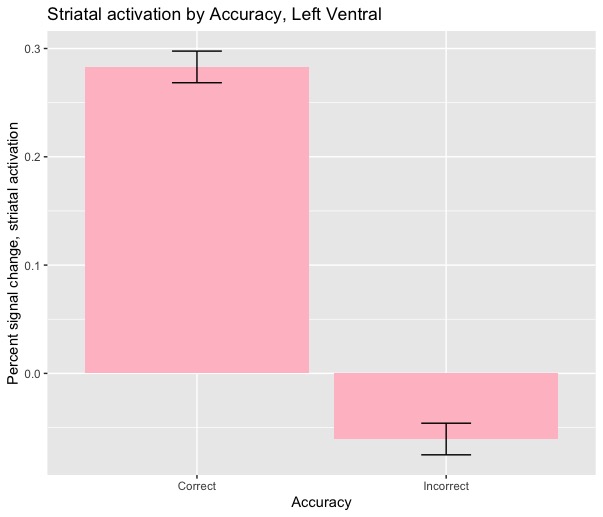 Striatal activation by Accuracy, Left Ventral
Percent signal change, striatal activation
0.3
0.2
0.1
0.0
Correct
Incorrect
Accuracy